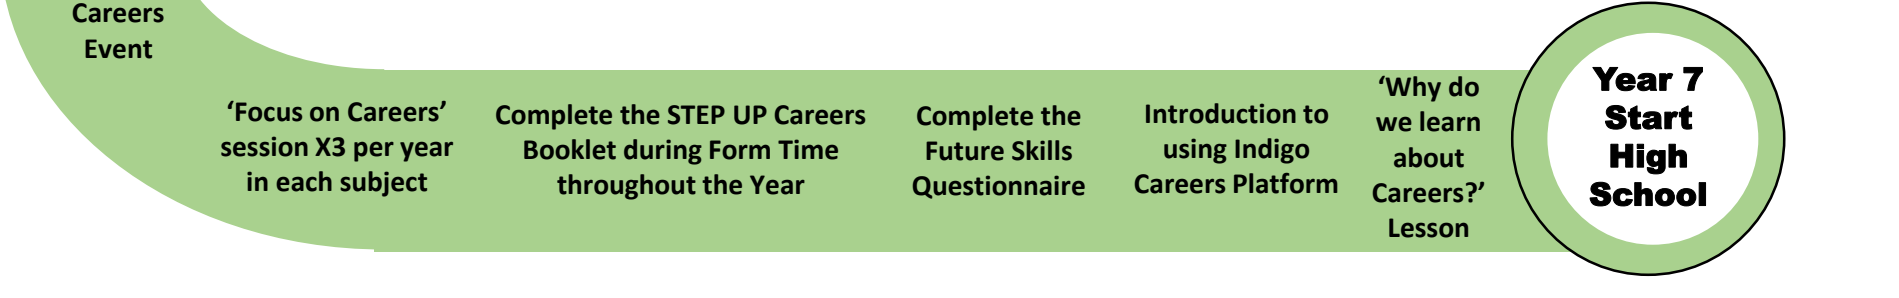 Careers
Event
‘Focus on Careers’
session X3 per year
in each subject
Complete the STEP UP Careers
Booklet during Form Time
throughout the Year
Complete the
Future Skills
Questionnaire
Introduction to
using Indigo
Careers Platform
‘Why do
we learn
about
Careers?’
Lesson
Year 7
Start
High
School